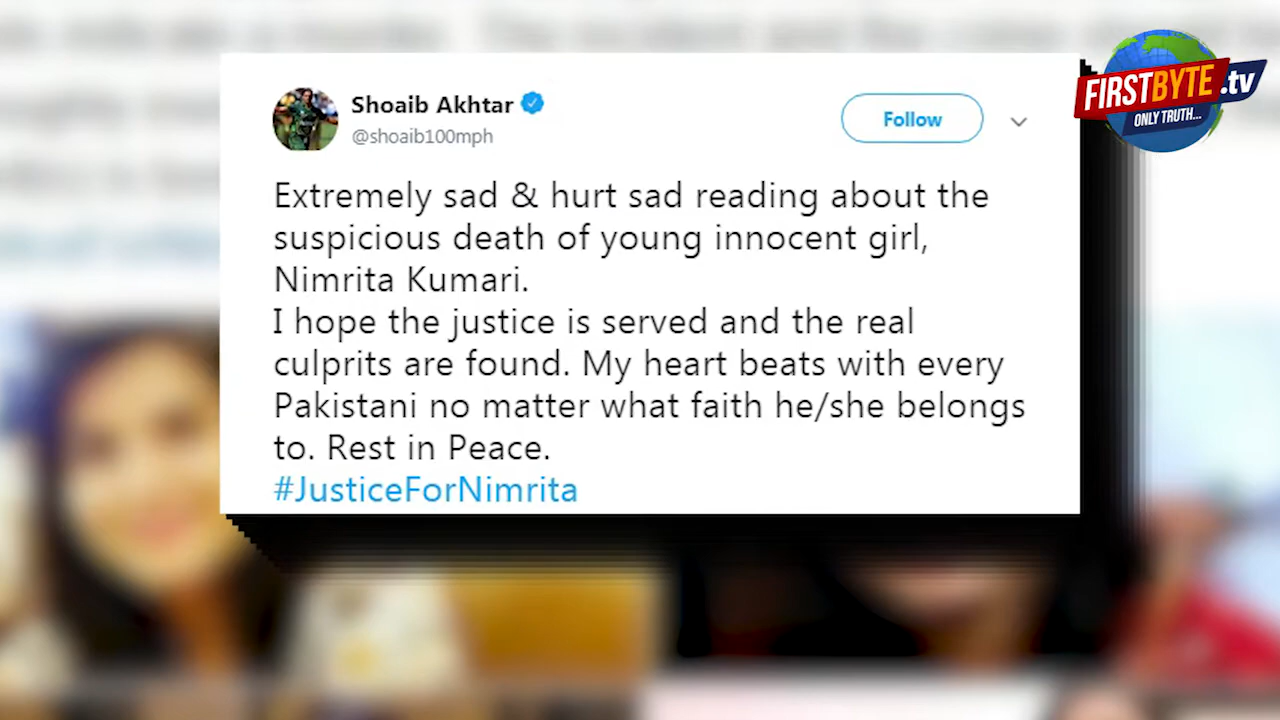 Shoaib Akhtar
@shoaib100mph
Follow
FIRSTBYTE.tv
ONLY TRUTH...
Extremely sad & hurt sad reading about the
suspicious death of young innocent girl,
Nimrita Kumari.
I hope the justice is served and the real
culprits are found. My heart beats with every
Pakistani no matter what faith he/she belongs
to. Rest in Peace.
#JusticeForNimrita